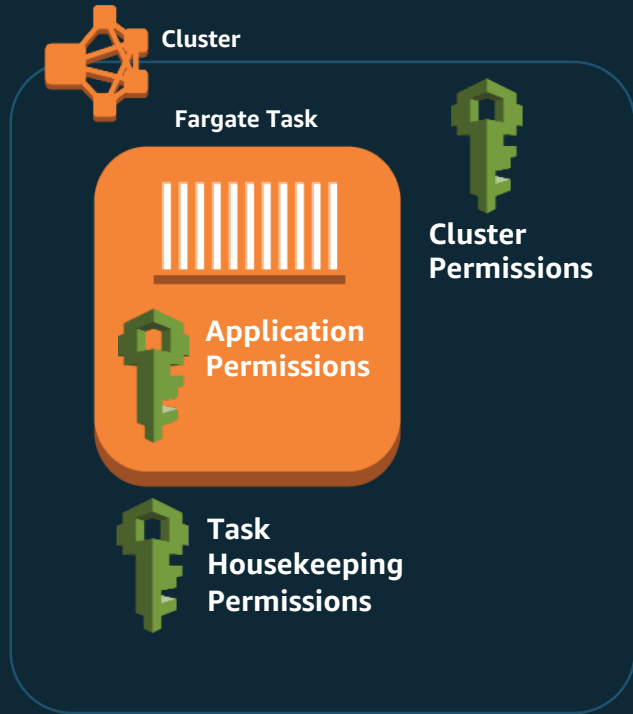 Cluster
Fargate Task
Cluster
Permissions
Application
Permissions
Task
Housekeeping
Permissions